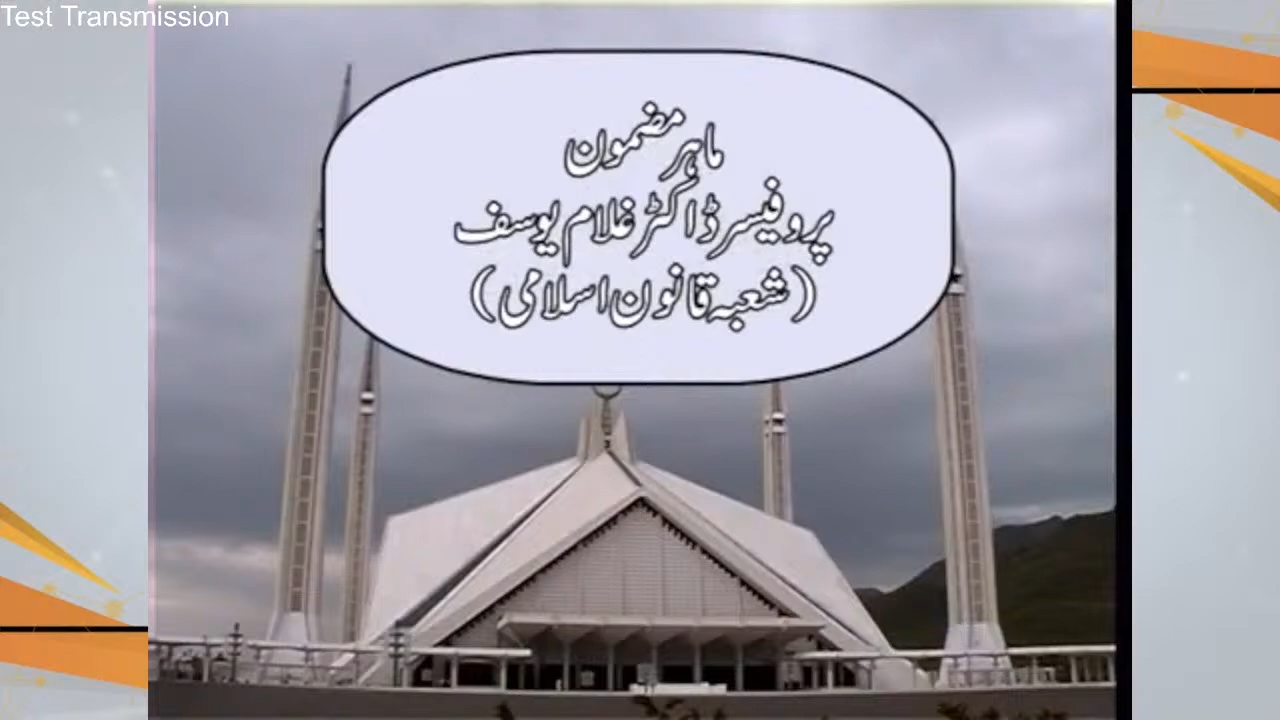 Test Transmission
ماہر مضمون
پروفیسر ڈاکٹر غلام یوسف
(شعبہ قانون اسلامی)